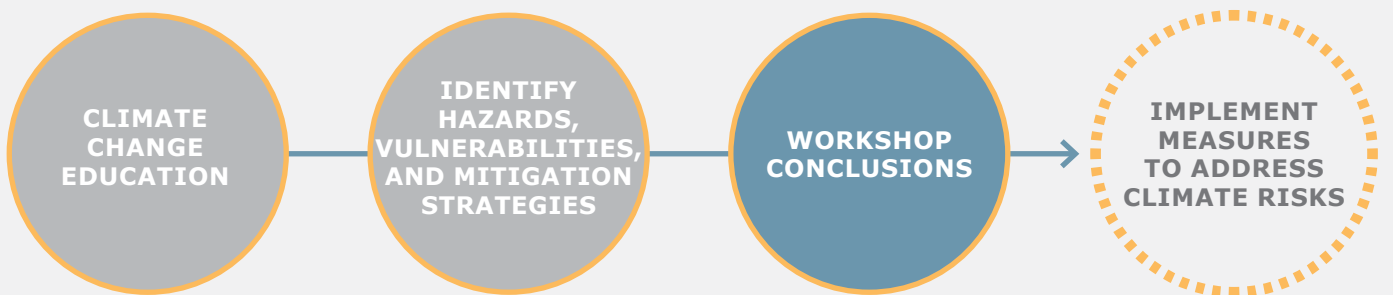 CLIMATE
CHANGE
EDUCATION
IDENTIFY
HAZARDS,
VULNERABILITIES,
AND MITIGATION
STRATEGIES
WORKSHOP
CONCLUSIONS
IMPLEMENT
MEASURES
TO ADDRESS
CLIMATE RISKS